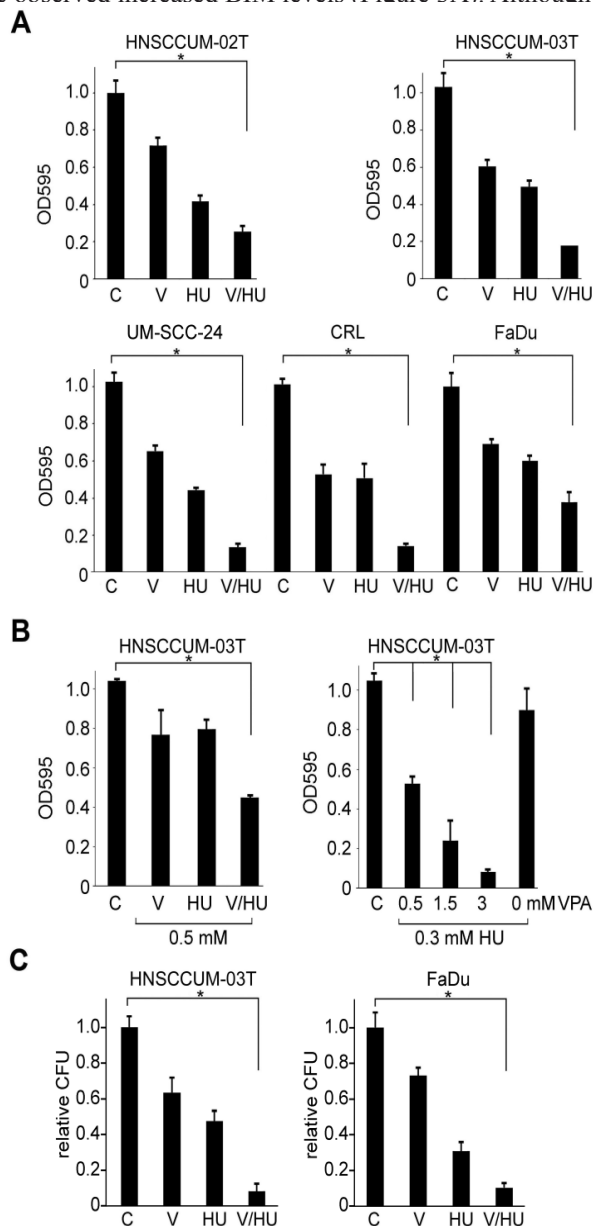 observed increased BIM levels (Figure 5A). Although
A
HNSCCUM-02T HNSCCUM-03T
* *
1.0 1.0
0.8 0.8
0.6 0.6
0.4 0.4
0.2 0.2
0 0
OD595 OD595
C V HU V/HU C V HU V/HU
UM-SCC-24 CRL FaDu
* * *
1.0
0.8
0.6
0.4
0.2
0
OD595
C V HU V/HU C V HU V/HU C V HU V/HU
B
HNSCCUM-03T HNSCCUM-03T
* *
1.0 1.0
0.8 0.8
0.6 0.6
0.4 0.4
0.2 0.2
0 0
OD595 OD595
C V HU V/HU C 0.5 1.5 3 0 mM VPA
0.5 mM 0.3 mM HU
C
HNSCCUM-03T FaDu
* *
1.0 1.0
0.8 0.8
0.6 0.6
0.4 0.4
0.2 0.2
0 0
relative CFU relative CFU
C V HU V/HU C V HU V/HU